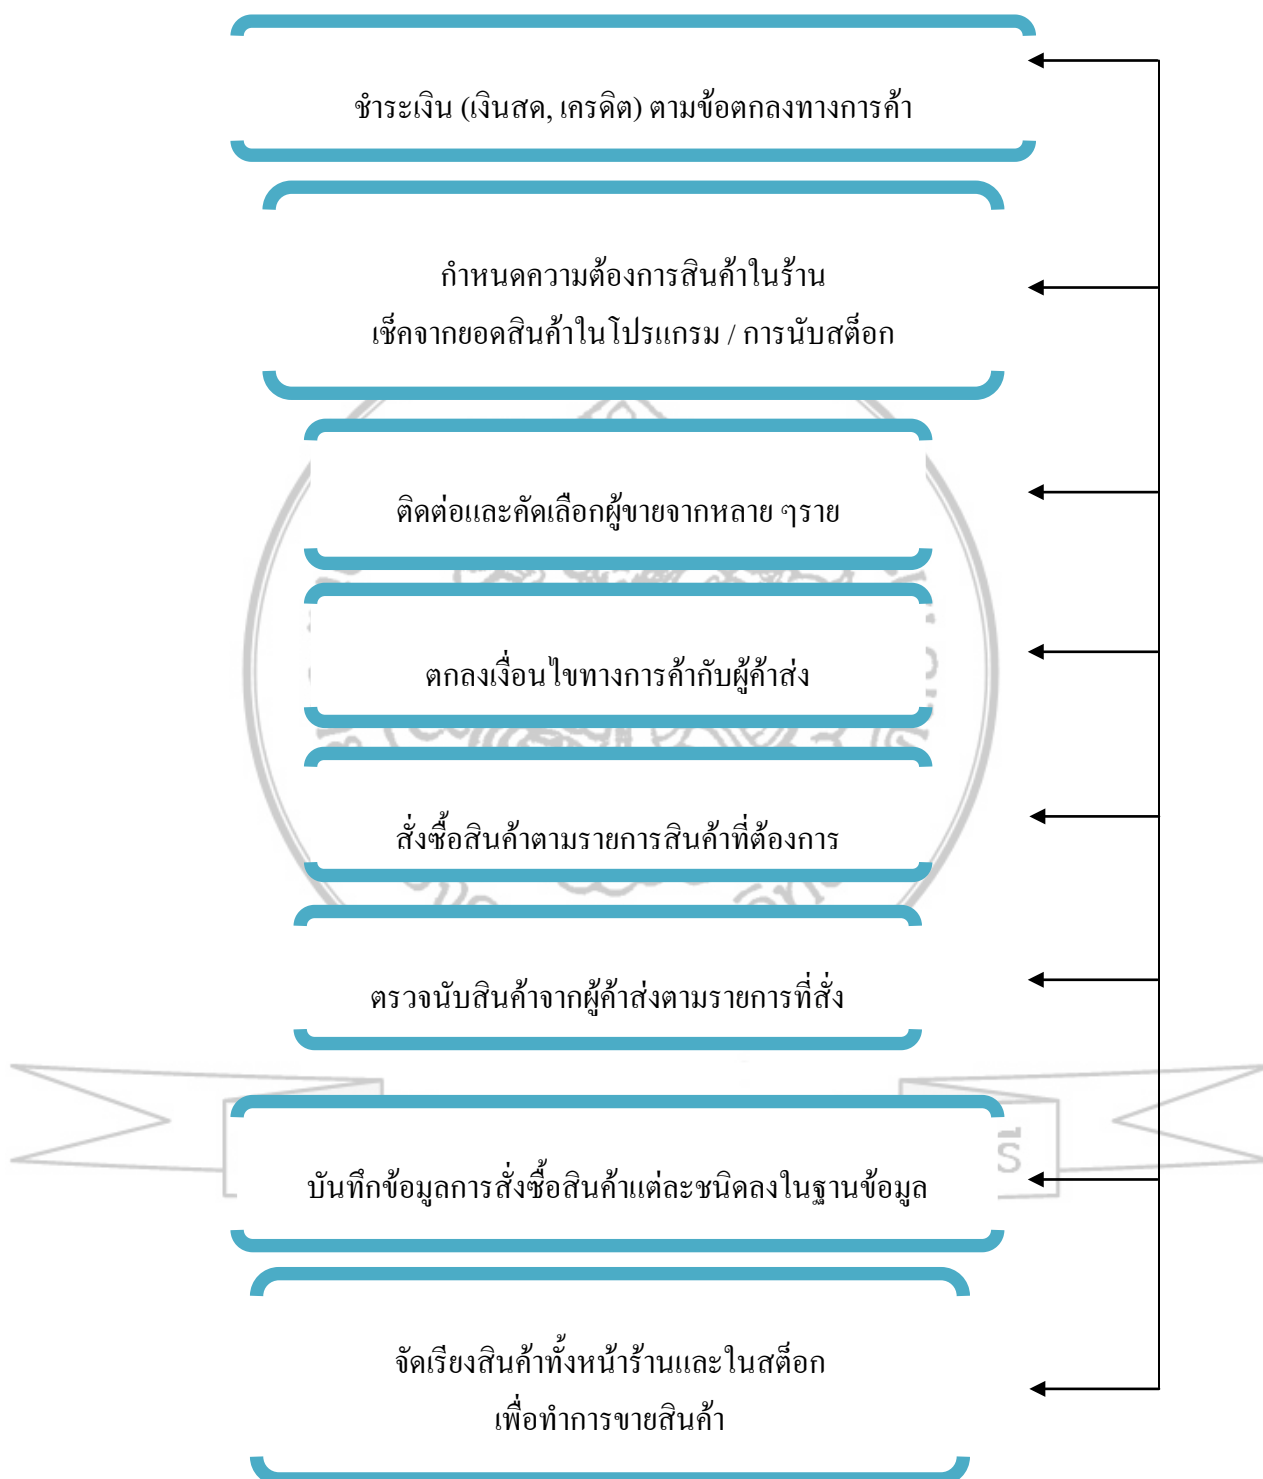 ชำระเงิน (เงินสด, เครดิต) ตามข้อตกลงทางการค้า
กำหนดความต้องการสินค้าในร้าน
เช็คจากยอดสินค้าในโปรแกรม / การนับสต็อก
ติดต่อและคัดเลือกผู้ขายจากหลาย ๆราย
ตกลงเงื่อนไขทางการค้ากับผู้ค้าส่ง
สั่งซื้อสินค้าตามรายการสินค้าที่ต้องการ
ตรวจนับสินค้าจากผู้ค้าส่งตามรายการที่สั่ง
บันทึกข้อมูลการสั่งซื้อสินค้าแต่ละชนิดลงในฐานข้อมูล
จัดเรียงสินค้าทั้งหน้าร้านและในสต็อก
เพื่อทำการขายสินค้า